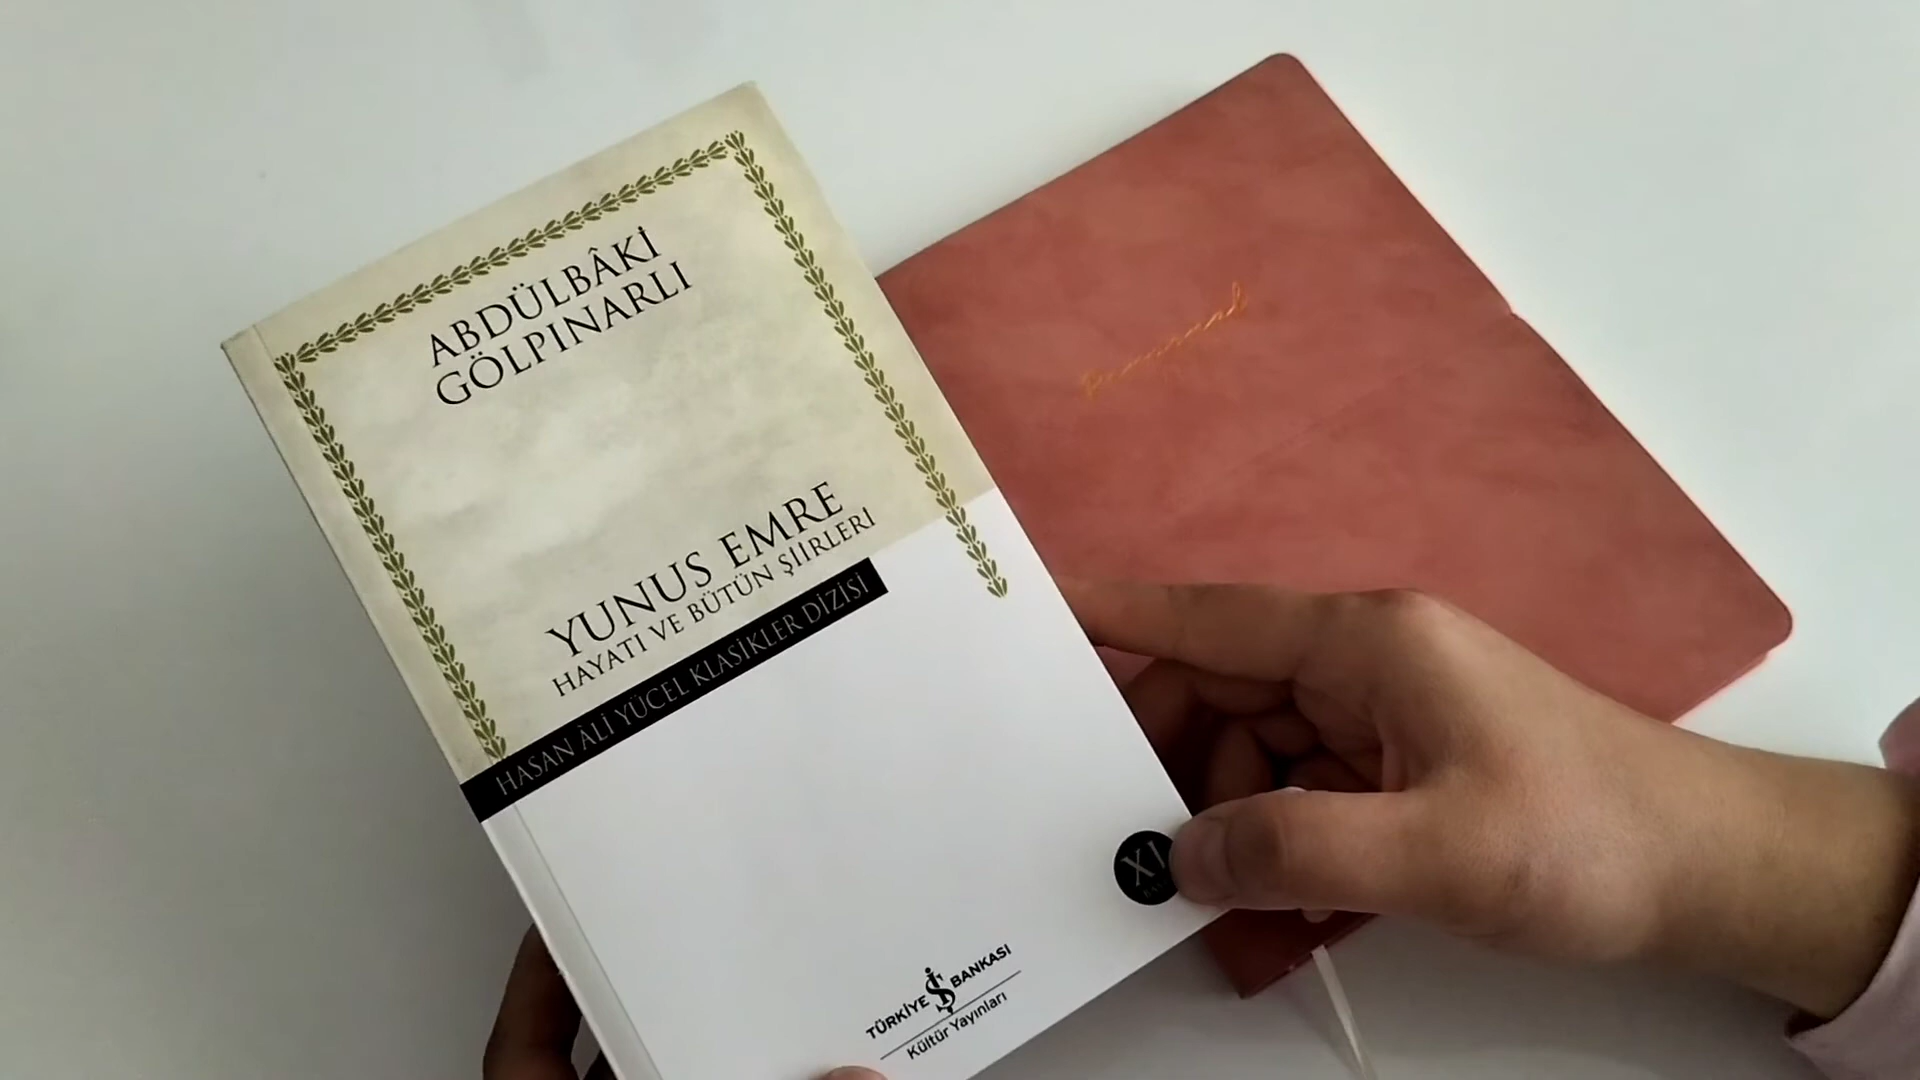 ABDÜLBÂKİ
GÖLPINARLI
YUNUS EMRE
HAYATI VE BÜTÜN ŞİİRLERİ
HASAN ÂLİ YÜCEL KLASİKLER DİZİSİ
XI
TÜRKİYE İŞ BANKASI
Kültür Yayınları